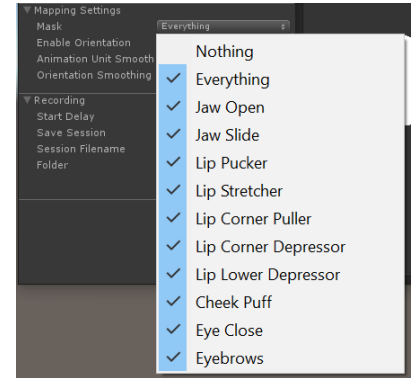 Mapping Settings
Mask Everything
Enable Orientation
Animation Unit Smooth
Orientation Smoothing
Recording
Start Delay
Save Session
Session Filename
Folder
Nothing
Everything
Jaw Open
Jaw Slide
Lip Pucker
Lip Stretcher
Lip Corner Puller
Lip Corner Depressor
Lip Lower Depressor
Cheek Puff
Eye Close
Eyebrows